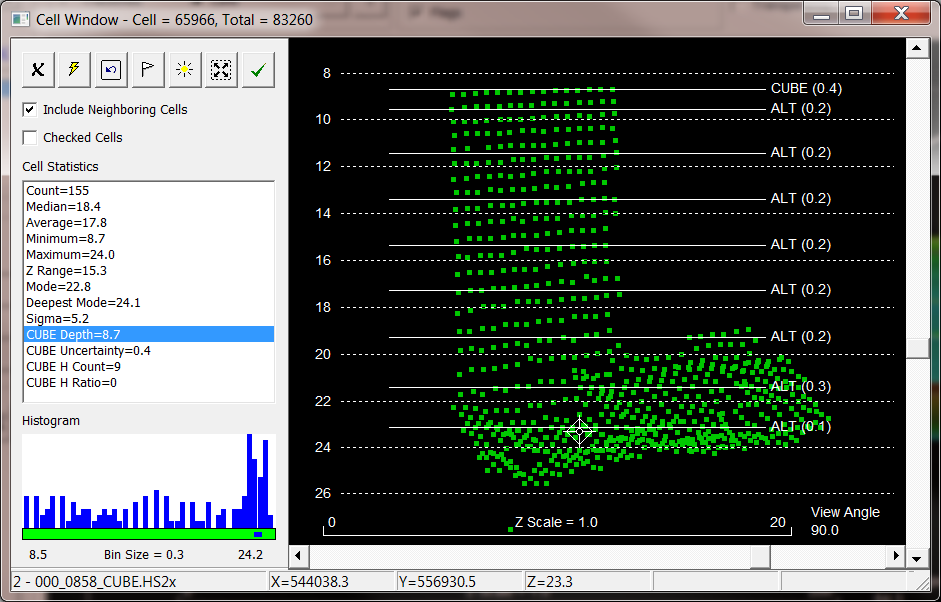 Cell Window - Cell = 65966, Total = 83260
Include Neighboring Cells
Checked Cells
Cell Statistics
Count=155
Median=18.4
Average=17.8
Minimum=8.7
Maximum=24.0
Z Range=15.3
Mode=22.8
Deepest Mode=24.1
Sigma=5.2
CUBE Depth=8.7
CUBE Uncertainty=0.4
CUBE H Count=9
CUBE H Ratio=0
Histogram
8.5 Bin Size = 0.3 24.2
8
CUBE (0.4)
ALT (0.2)
10
ALT (0.2)
12
ALT (0.2)
14
ALT (0.2)
16
ALT (0.2)
18
ALT (0.2)
20
ALT (0.3)
22
ALT (0.1)
24
26
0 Z Scale = 1.0 20
View Angle
90.0
2 - 000_0858_CUBE.HS2x X=544038.3 Y=556930.5 Z=23.3